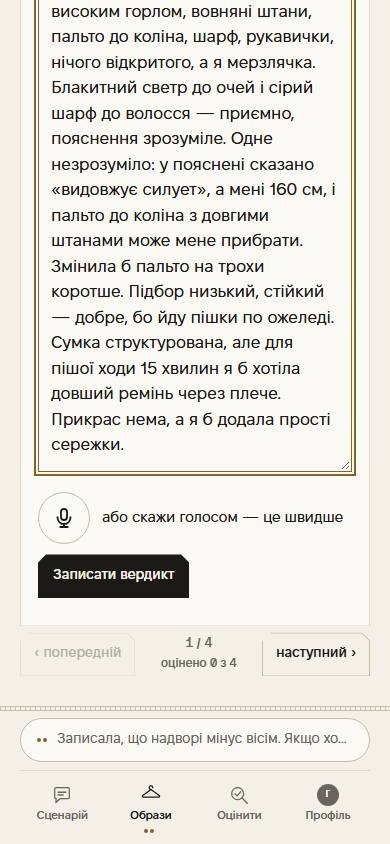 високим горлом, вовняні штани,
пальто до коліна, шарф, рукавички,
нічого відкритого, а я мерзлячка.
Блакитний светр до очей і сірий
шарф до волосся — приємно,
пояснення зрозуміле. Одне
незрозуміло: у поясненні сказано
«видовжує силует», а мені 160 см, і
пальто до коліна з довгими
штанами може мене прибрати.
Змінила б пальто на трохи
коротше. Підбор низький, стійкий
— добре, бо йду пішки по ожеледі.
Сумка структурована, але для
пішої ходи 15 хвилин я б хотіла
довший ремінь через плече.
Прикрас нема, а я б додала прості
сережки.
або скажи голосом — це швидше
Записати вердикт
‹ попередній
1 / 4
оцінено 0 з 4
наступний ›
Записала, що надворі мінус вісім. Якщо хо...
Сценарій
Образи
Оцінити
Г
Профіль